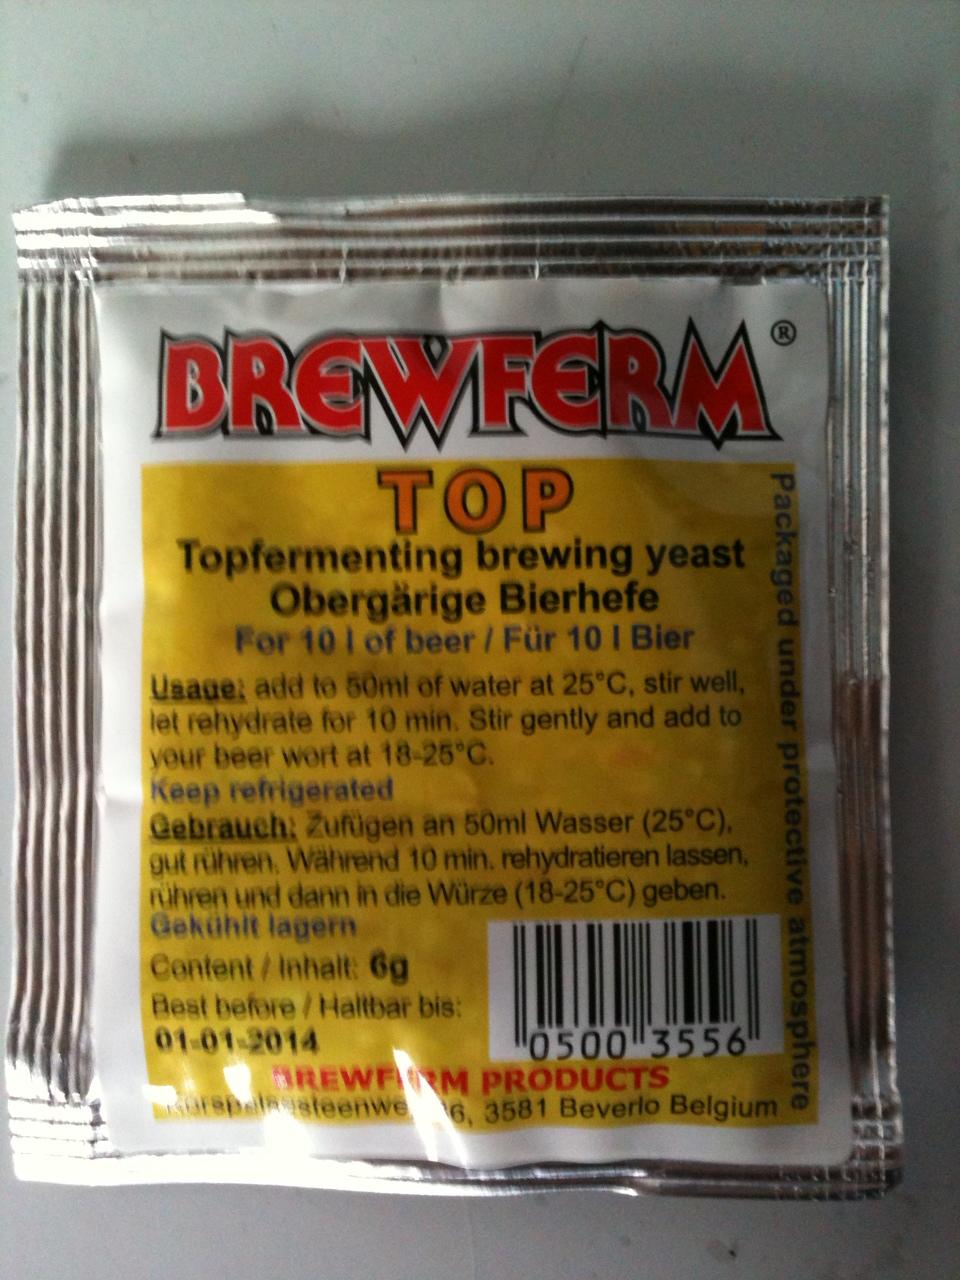 BREWFERM®
TOP
Topfermenting brewing yeast
Obergärige Bierhefe
For 10 l of beer / Für 10 l Bier
Usage: add to 50ml of water at 25°C, stir well,
let rehydrate for 10 min. Stir gently and add to
your beer wort at 18-25°C.
Keep refrigerated
Gebrauch: Zufügen an 50ml Wasser (25°C),
gut rühren. Während 10 min. rehydratieren lassen,
rühren und dann in die Würze (18-25°C) geben.
Gekühlt lagern
Content / Inhalt: 6g
Best before / Haltbar bis:
01-01-2014
0500 3556
BREWFERM PRODUCTS
3581 Beverlo Belgium
Packaged under protective atmosphere